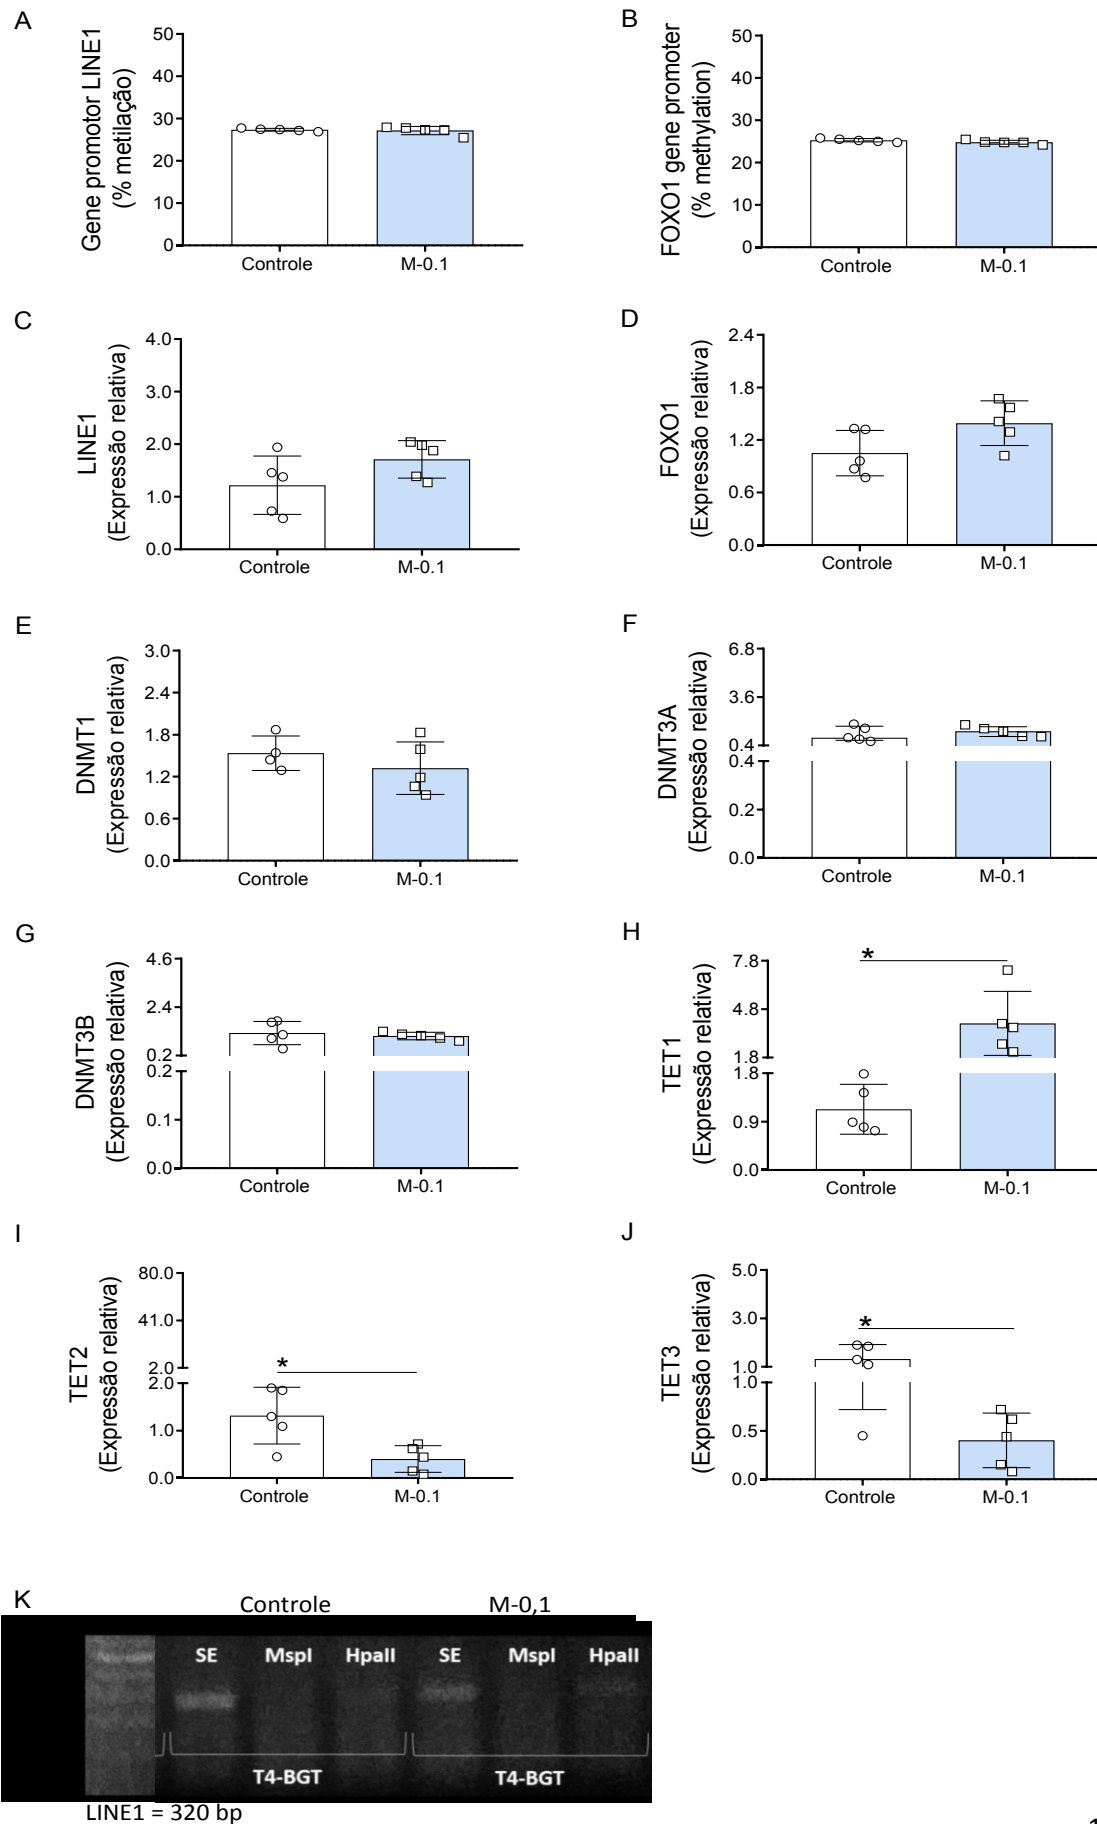 A
Gene promotor LINE1
(% metilação)
50
40
30
20
10
0
Controle
M-0.1
B
FOXO1 gene promoter
(% methylation)
50
40
30
20
10
0
Controle
M-0.1
C
LINE1
(Expressão relativa)
4.0
3.0
2.0
1.0
0.0
Controle
M-0.1
D
FOXO1
(Expressão relativa)
2.4
1.8
1.2
0.6
0.0
Controle
M-0.1
E
DNMT1
(Expressão relativa)
3.0
2.4
1.8
1.2
0.6
0.0
Controle
M-0.1
F
DNMT3A
(Expressão relativa)
6.8
3.6
0.4
0.4
0.2
0.0
Controle
M-0.1
G
DNMT3B
(Expressão relativa)
4.6
2.4
0.2
0.2
0.1
0.0
Controle
M-0.1
H
TET1
(Expressão relativa)
7.8
4.8
1.8
1.8
0.9
0.0
*
Controle
M-0.1
I
TET2
(Expressão relativa)
80.0
41.0
2.0
2.0
1.0
0.0
*
Controle
M-0.1
J
TET3
(Expressão relativa)
5.0
3.0
1.0
1.0
0.5
0.0
*
Controle
M-0.1
K
Controle M-0,1
SE MspI HpaII SE MspI HpaII
T4-BGT T4-BGT
LINE1 = 320 bp
1